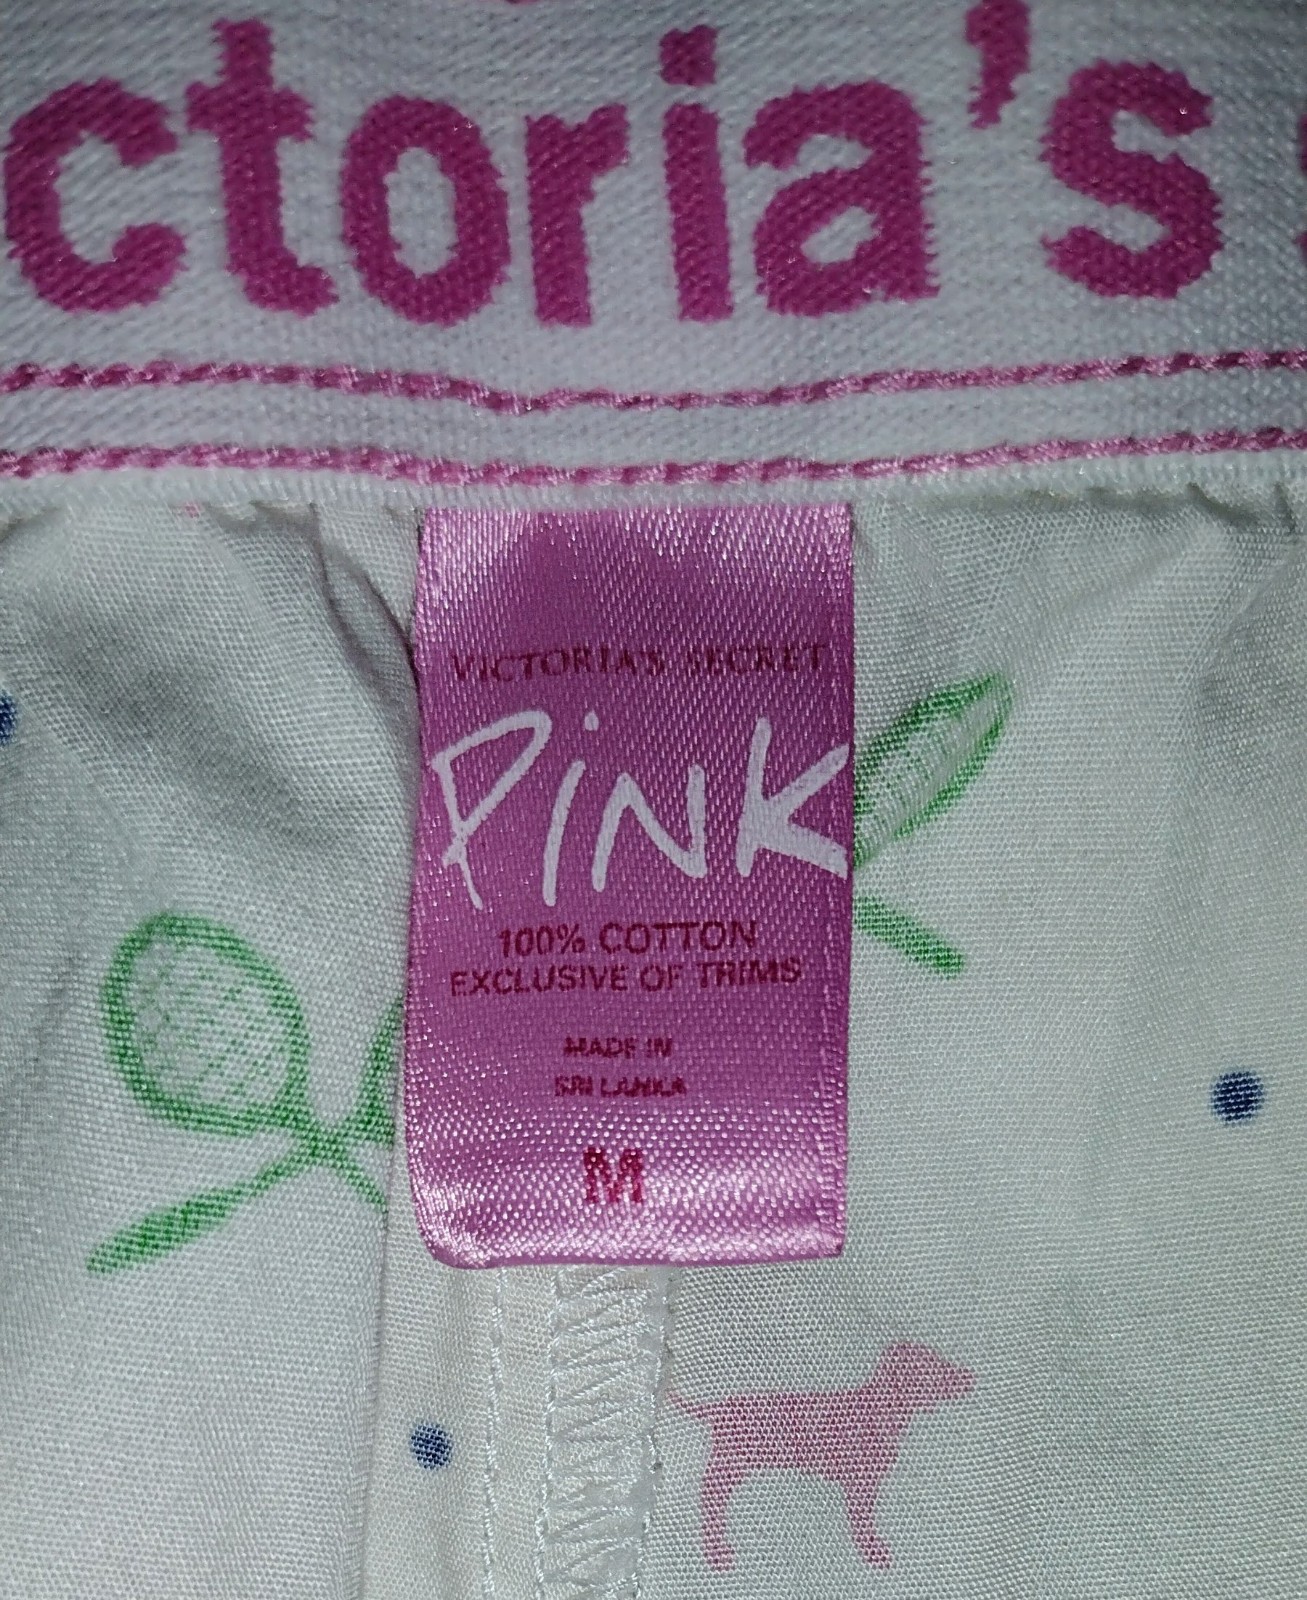 ctoria's
VICTORIA'S SECRET
PiNK
100% COTTON
EXCLUSIVE OF TRIMS
MADE IN
SRI LANKA
M